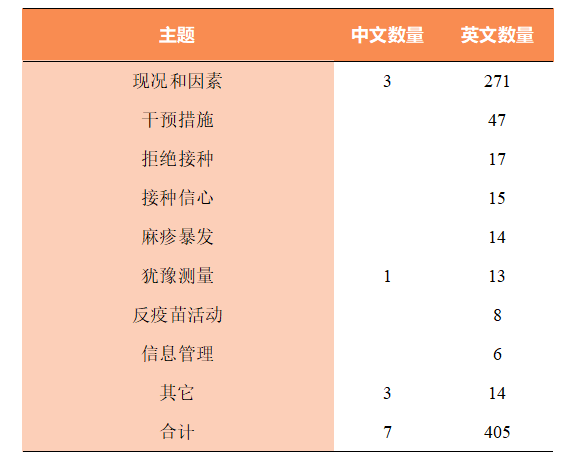 主题 中文数量 英文数量
现况和因素 3 271
干预措施 47
拒绝接种 17
接种信心 15
麻疹暴发 14
犹豫测量 1 13
反疫苗活动 8
信息管理 6
其它 3 14
合计 7 405